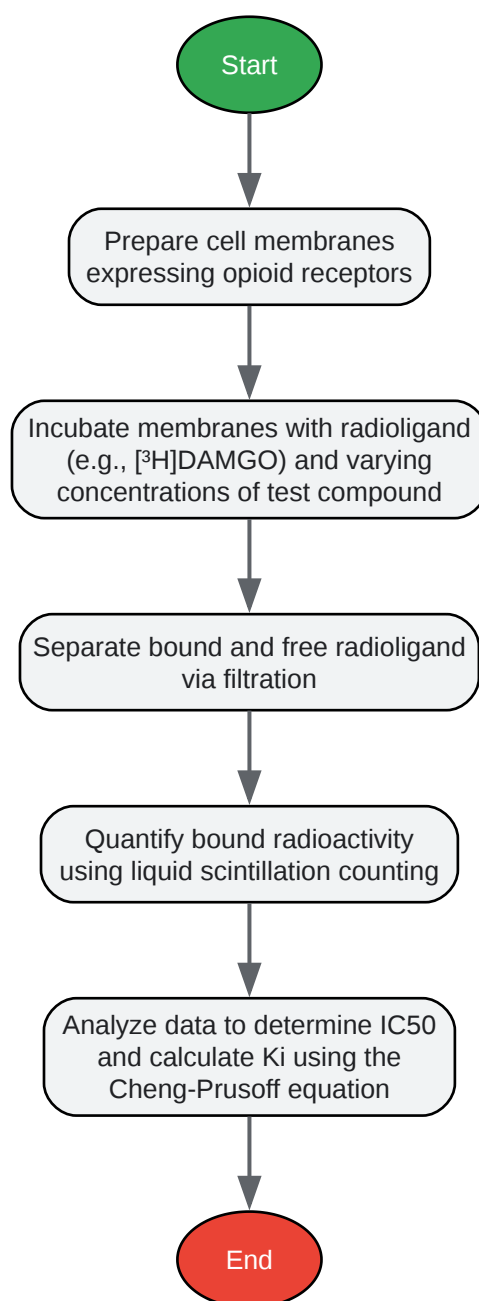 Start
Prepare cell membranes
expressing opioid receptors
Incubate membranes with radioligand
(e.g., [³H]DAMGO) and varying
concentrations of test compound
Separate bound and free radioligand
via filtration
Quantify bound radioactivity
using liquid scintillation counting
Analyze data to determine IC50
and calculate Ki using the
Cheng-Prusoff equation
End